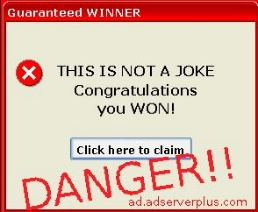 Guaranteed WINNER
THIS IS NOT A JOKE
Congratulations
you WON!
Click here to claim
DANGER!!
ad.adserverplus.com